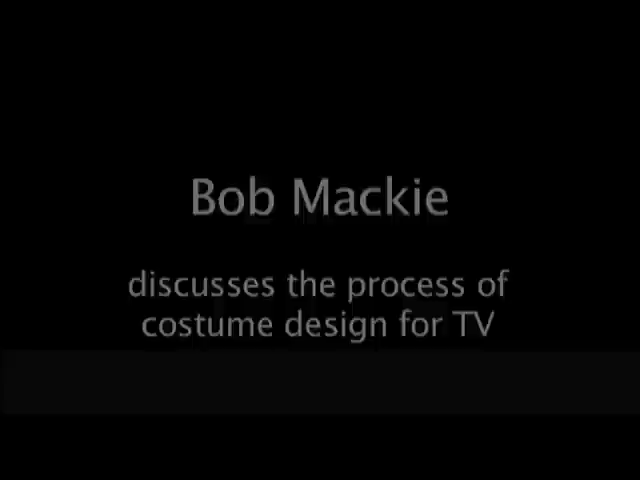 Bob Mackie
discusses the process of
costume design for TV